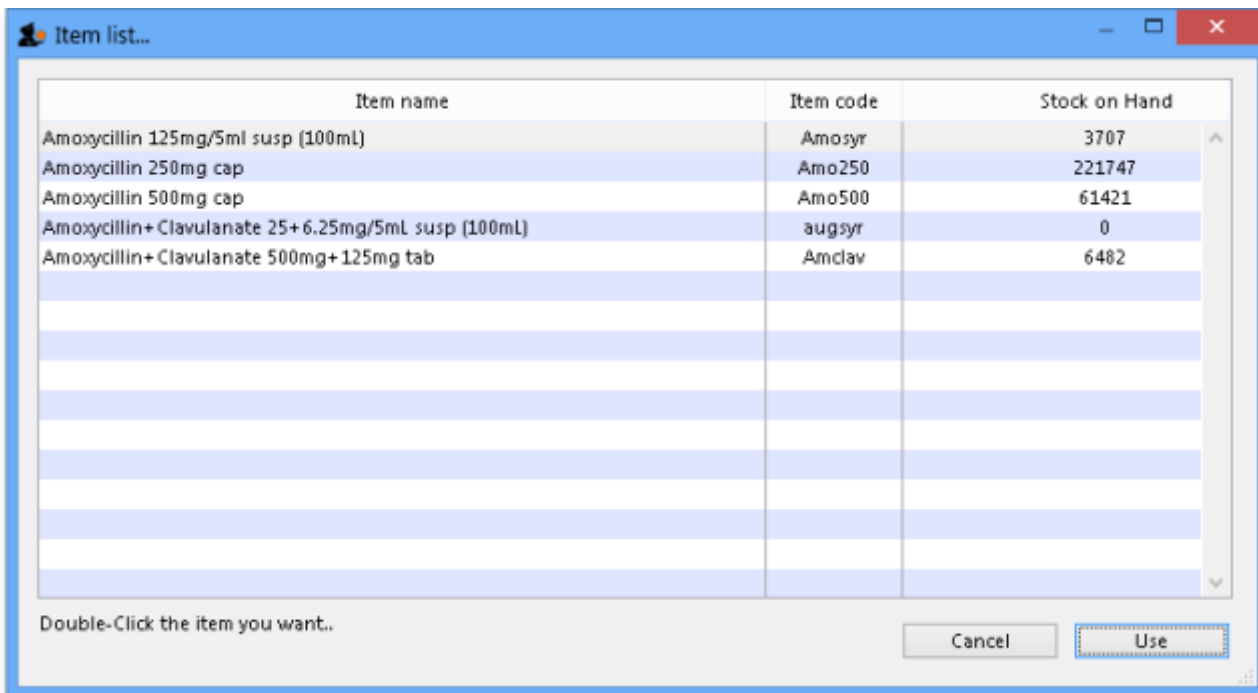 Item list...
Item name Item code Stock on Hand
Amoxycillin 125mg/5ml susp (100mL) Amosyr 3707
Amoxycillin 250mg cap Amo250 221747
Amoxycillin 500mg cap Amo500 61421
Amoxycillin+Clavulanate 25+6.25mg/5mL susp (100mL) augsyr 0
Amoxycillin+Clavulanate 500mg+125mg tab Amclav 6482
Double-Click the item you want..
Cancel Use